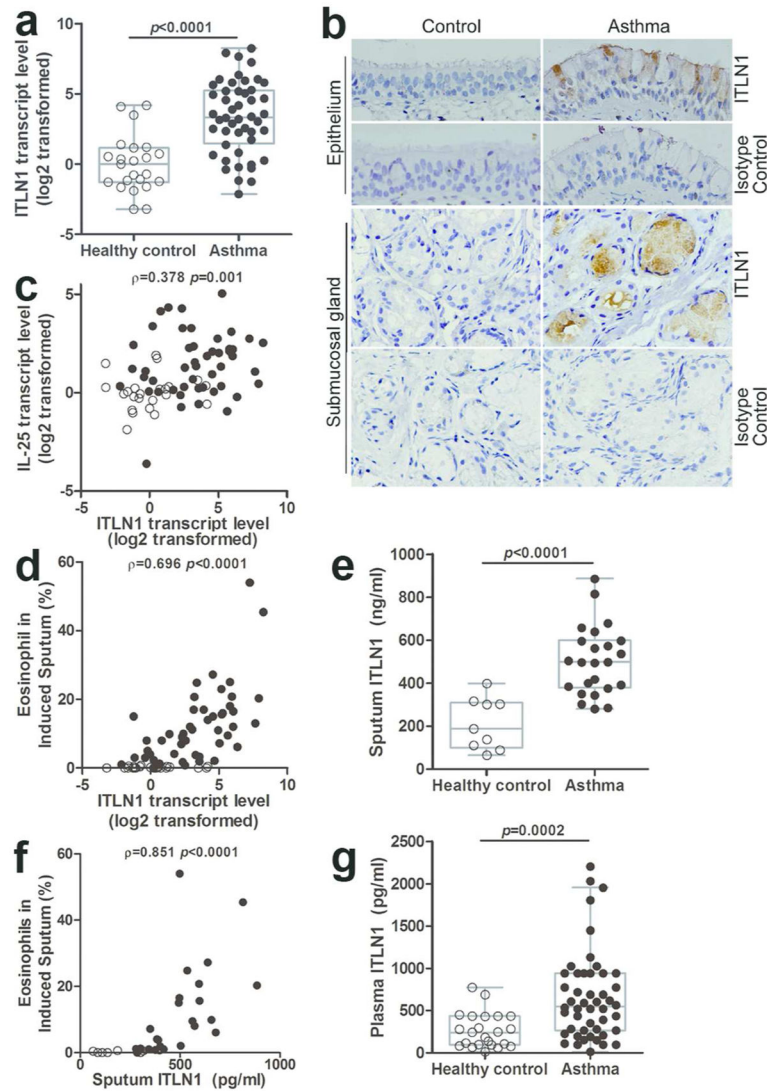 a
p<0.0001
ITLN1 transcript level
(log2 transformed)
10
5
0
-5
Healthy control
Asthma
b
Control
Asthma
Epithelium
ITLN1
Isotype
Control
Submucosal gland
ITLN1
Isotype
Control
c
ρ=0.378 p=0.001
IL-25 transcript level
(log2 transformed)
5
0
-5
-5
0
5
10
ITLN1 transcript level
(log2 transformed)
d
ρ=0.696 p<0.0001
Eosinophil in
Induced Sputum (%)
60
40
20
0
-5
0
5
10
ITLN1 transcript level
(log2 transformed)
e
p<0.0001
Sputum ITLN1 (ng/ml)
1000
800
600
400
200
0
Healthy control
Asthma
f
ρ=0.851 p<0.0001
Eosinophils in
Induced Sputum (%)
60
40
20
0
0
500
1000
Sputum ITLN1 (pg/ml)
g
p=0.0002
Plasma ITLN1 (pg/ml)
2500
2000
1500
1000
500
0
Healthy control
Asthma